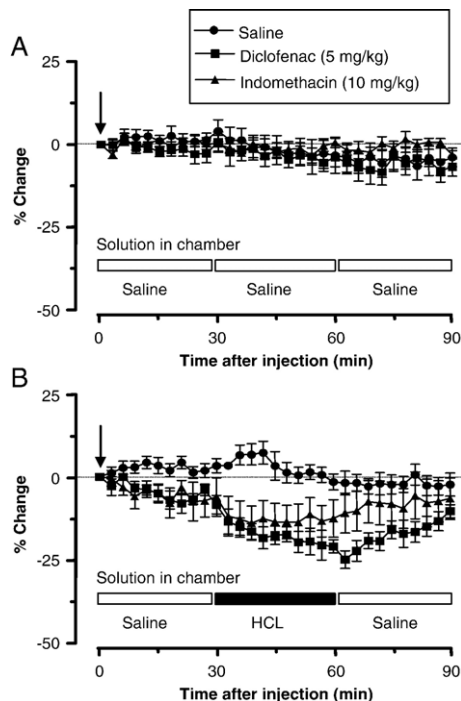 Saline
Diclofenac (5 mg/kg)
Indomethacin (10 mg/kg)
A
25
0
-25
-50
% Change
Solution in chamber
Saline Saline Saline
0 30 60 90
Time after injection (min)
B
25
0
-25
-50
% Change
Solution in chamber
Saline HCL Saline
0 30 60 90
Time after injection (min)